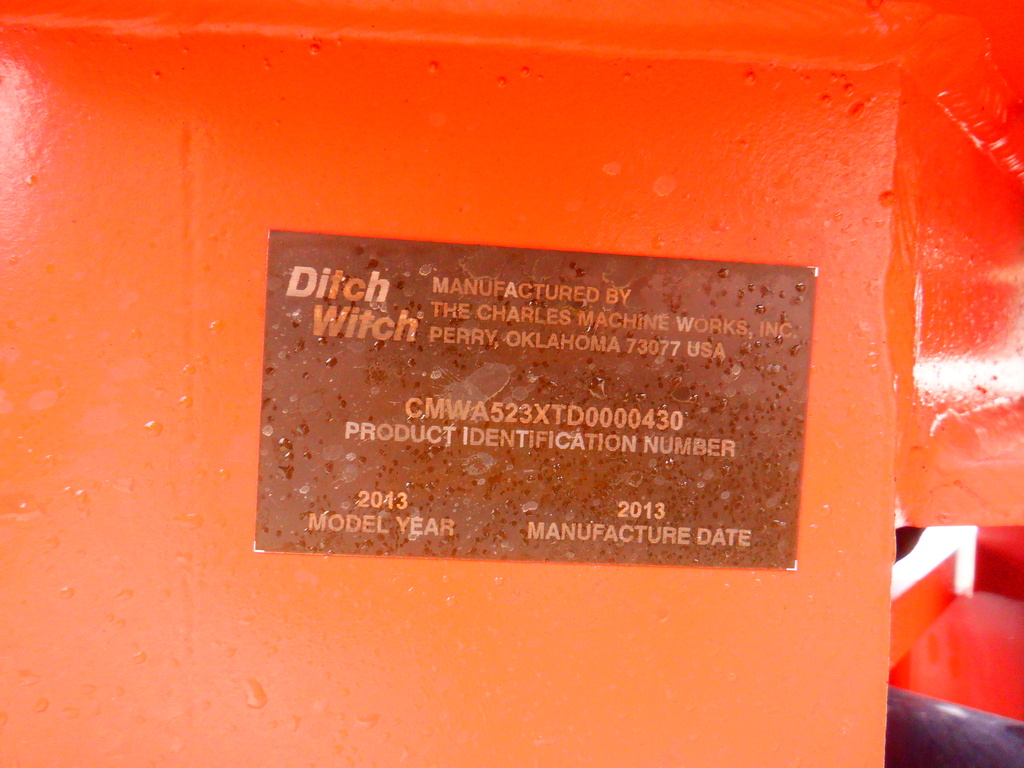 Ditch
Witch
MANUFACTURED BY
THE CHARLES MACHINE WORKS, INC.
PERRY, OKLAHOMA 73077 USA
CMWA523XTD0000430
PRODUCT IDENTIFICATION NUMBER
2013
MODEL YEAR
2013
MANUFACTURE DATE